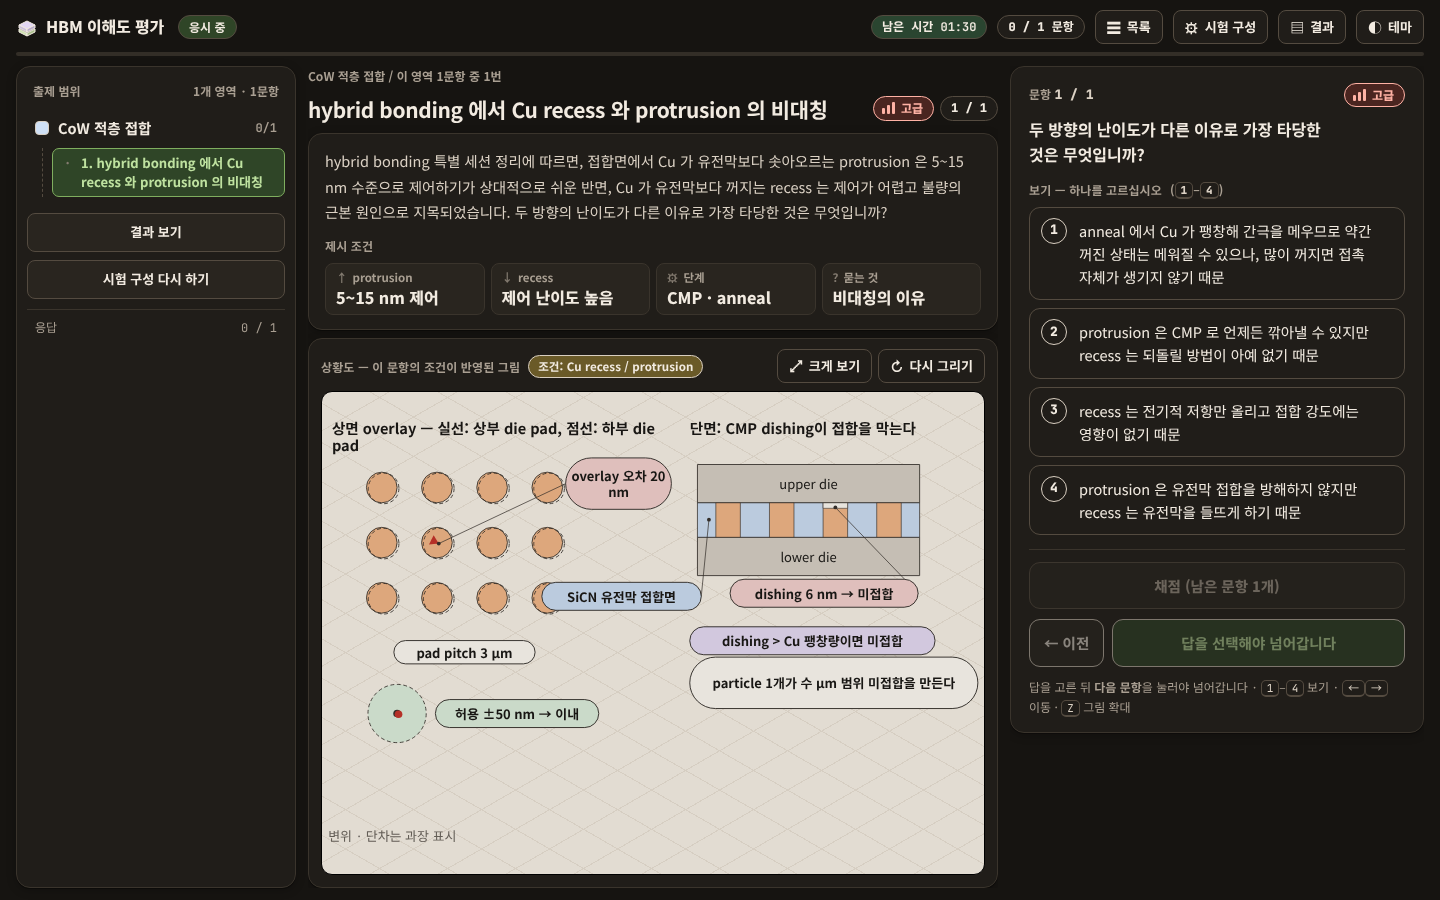 HBM 이해도 평가
응시 중
남은 시간 01:30
0 / 1 문항
목록
시험 구성
결과
테마
출제 범위
1개 영역 · 1문항
CoW 적층 접합
0/1
· 1. hybrid bonding 에서 Cu
recess 와 protrusion 의 비대칭
결과 보기
시험 구성 다시 하기
응답
0 / 1
CoW 적층 접합 / 이 영역 1문항 중 1번
hybrid bonding 에서 Cu recess 와 protrusion 의 비대칭
고급
1 / 1
hybrid bonding 특별 세션 정리에 따르면, 접합면에서 Cu 가 유전막보다 솟아오르는 protrusion 은 5~15
nm 수준으로 제어하기가 상대적으로 쉬운 반면, Cu 가 유전막보다 꺼지는 recess 는 제어가 어렵고 불량의
근본 원인으로 지목되었습니다. 두 방향의 난이도가 다른 이유로 가장 타당한 것은 무엇입니까?
제시 조건
↑ protrusion
5~15 nm 제어
↓ recess
제어 난이도 높음
단계
CMP · anneal
? 묻는 것
비대칭의 이유
상황도 — 이 문항의 조건이 반영된 그림
조건: Cu recess / protrusion
크게 보기
다시 그리기
상면 overlay — 실선: 상부 die pad, 점선: 하부 die
pad
overlay 오차 20
nm
SiCN 유전막 접합면
pad pitch 3 μm
허용 ±50 nm → 이내
단면: CMP dishing이 접합을 막는다
upper die
lower die
dishing 6 nm → 미접합
dishing > Cu 팽창량이면 미접합
particle 1개가 수 μm 범위 미접합을 만든다
변위 · 단차는 과장 표시
문항 1 / 1
고급
두 방향의 난이도가 다른 이유로 가장 타당한
것은 무엇입니까?
보기 — 하나를 고르십시오 (1–4)
1 anneal 에서 Cu 가 팽창해 간극을 메우므로 약간
꺼진 상태는 메워질 수 있으나, 많이 꺼지면 접촉
자체가 생기지 않기 때문
2 protrusion 은 CMP 로 언제든 깎아낼 수 있지만
recess 는 되돌릴 방법이 아예 없기 때문
3 recess 는 전기적 저항만 올리고 접합 강도에는
영향이 없기 때문
4 protrusion 은 유전막 접합을 방해하지 않지만
recess 는 유전막을 들뜨게 하기 때문
채점 (남은 문항 1개)
← 이전
답을 선택해야 넘어갑니다
답을 고른 뒤 다음 문항을 눌러야 넘어갑니다 · 1–4 보기 · ← →
이동 · Z 그림 확대